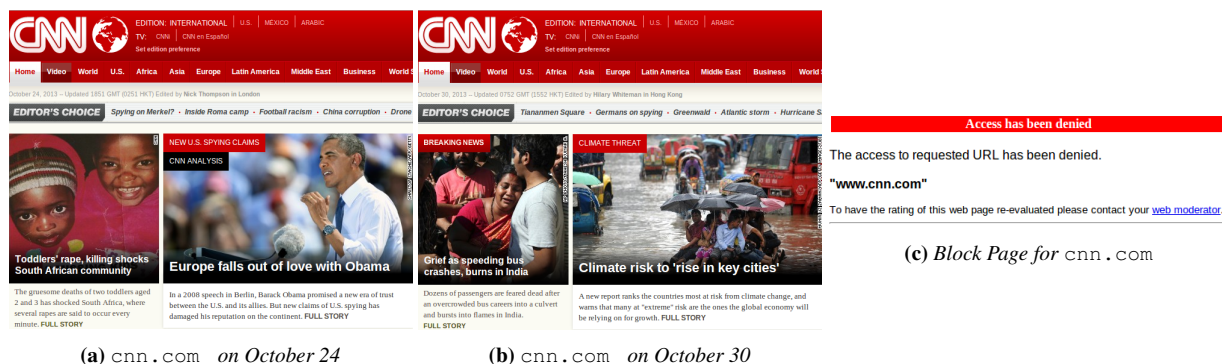 CNN
EDITION: INTERNATIONAL U.S. MÉXICO ARABIC
TV: CNNi CNN en Español
Set edition preference
Home Video World U.S. Africa Asia Europe Latin America Middle East Business World S
October 24, 2013 -- Updated 1851 GMT (0251 HKT) Edited by Nick Thompson in London
EDITOR'S CHOICE Spying on Merkel? • Inside Roma camp • Football racism • China corruption • Drone
NEW U.S. SPYING CLAIMS
CNN ANALYSIS
Toddlers' rape, killing shocks
South African community
Europe falls out of love with Obama
The gruesome deaths of two toddlers aged
2 and 3 has shocked South Africa, where
several rapes are said to occur every
minute. FULL STORY
In a 2008 speech in Berlin, Barack Obama promised a new era of trust
between the U.S. and its allies. But new claims of U.S. spying has
damaged his reputation on the continent. FULL STORY
(a) cnn.com on October 24
CNN
EDITION: INTERNATIONAL U.S. MÉXICO ARABIC
TV: CNNi CNN en Español
Set edition preference
Home Video World U.S. Africa Asia Europe Latin America Middle East Business World S
October 30, 2013 -- Updated 0752 GMT (1552 HKT) Edited by Hilary Whiteman in Hong Kong
EDITOR'S CHOICE Tiananmen Square • Germans on spying • Greenwald • Atlantic storm • Hurricane S
BREAKING NEWS
CLIMATE THREAT
Grief as speeding bus
crashes, burns in India
Climate risk to 'rise in key cities'
Dozens of passengers are feared dead after
an overcrowded bus careers into a culvert
and bursts into flames in India.
FULL STORY
A new report ranks the countries most at risk from climate change, and
warns that many at "extreme" risk are the ones the global economy will
be relying on for growth. FULL STORY
(b) cnn.com on October 30
Access has been denied
The access to requested URL has been denied.
"www.cnn.com"
To have the rating of this web page re-evaluated please contact your web moderator.
(c) Block Page for cnn.com